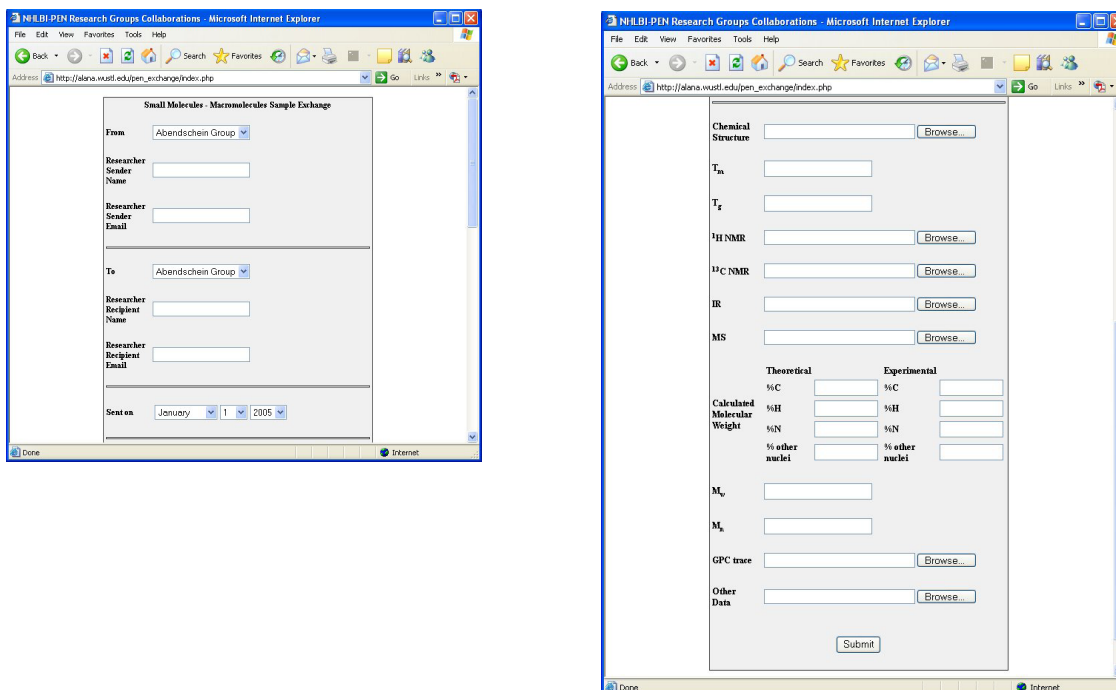 NHLBI-PEN Research Groups Collaborations - Microsoft Internet Explorer
File Edit View Favorites Tools Help
Back Search Favorites
Address http://alana.wustl.edu/pen_exchange/index.php Go Links »
Small Molecules - Macromolecules Sample Exchange
From Abendschein Group
Researcher
Sender
Name
Researcher
Sender
Email
To Abendschein Group
Researcher
Recipient
Name
Researcher
Recipient
Email
Sent on January 1 2005
Done Internet
NHLBI-PEN Research Groups Collaborations - Microsoft Internet Explorer
File Edit View Favorites Tools Help
Back Search Favorites
Address http://alana.wustl.edu/pen_exchange/index.php Go Links »
Chemical
Structure Browse...
Tm
Tg
1H NMR Browse...
13C NMR Browse...
IR Browse...
MS Browse...
Theoretical Experimental
%C %C
Calculated
Molecular
Weight
%H %H
%N %N
% other
nuclei
% other
nuclei
Mw
Mn
GPC trace Browse...
Other
Data Browse...
Submit
Done Internet